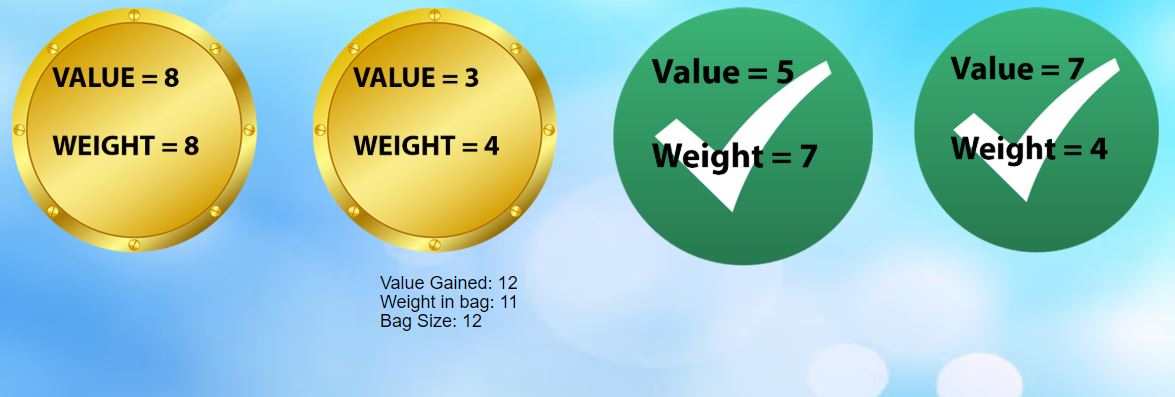 VALUE = 8
WEIGHT = 8
VALUE = 3
WEIGHT = 4
Value = 5
Weight = 7
Value = 7
Weight = 4
Value Gained: 12
Weight in bag: 11
Bag Size: 12